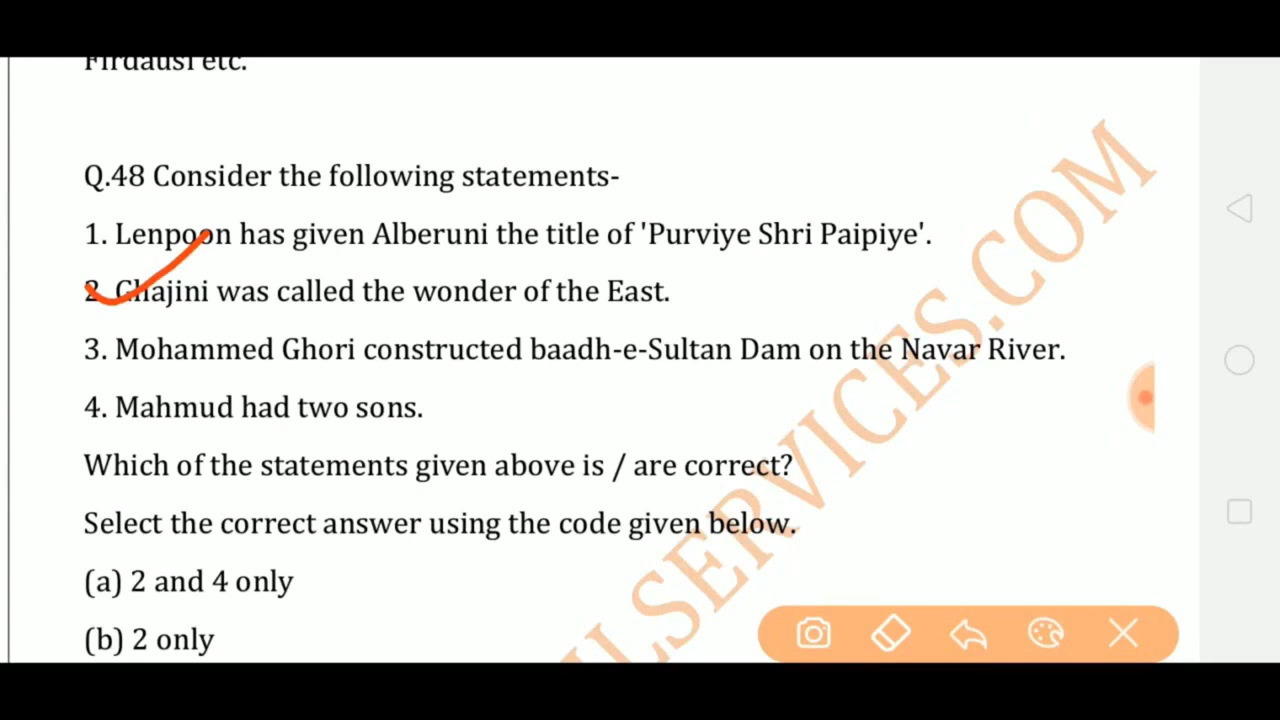 Firdausi etc.
Q.48 Consider the following statements-
1. Lenpoon has given Alberuni the title of 'Purviye Shri Paipiye'.
2. Ghajini was called the wonder of the East.
3. Mohammed Ghori constructed baadh-e-Sultan Dam on the Navar River.
4. Mahmud had two sons.
Which of the statements given above is / are correct?
Select the correct answer using the code given below.
(a) 2 and 4 only
(b) 2 only
ILSERVICES.COM